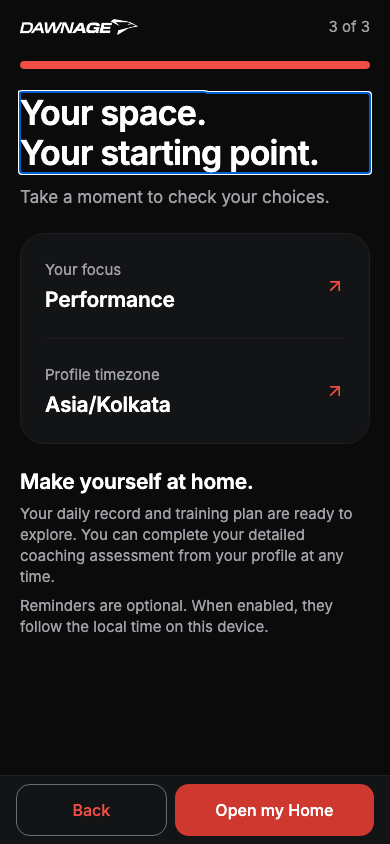 DAWNAGE
3 of 3
Your space.
Your starting point.
Take a moment to check your choices.
Your focus
Performance
Profile timezone
Asia/Kolkata
Make yourself at home.
Your daily record and training plan are ready to
explore. You can complete your detailed
coaching assessment from your profile at any
time.
Reminders are optional. When enabled, they
follow the local time on this device.
Back
Open my Home